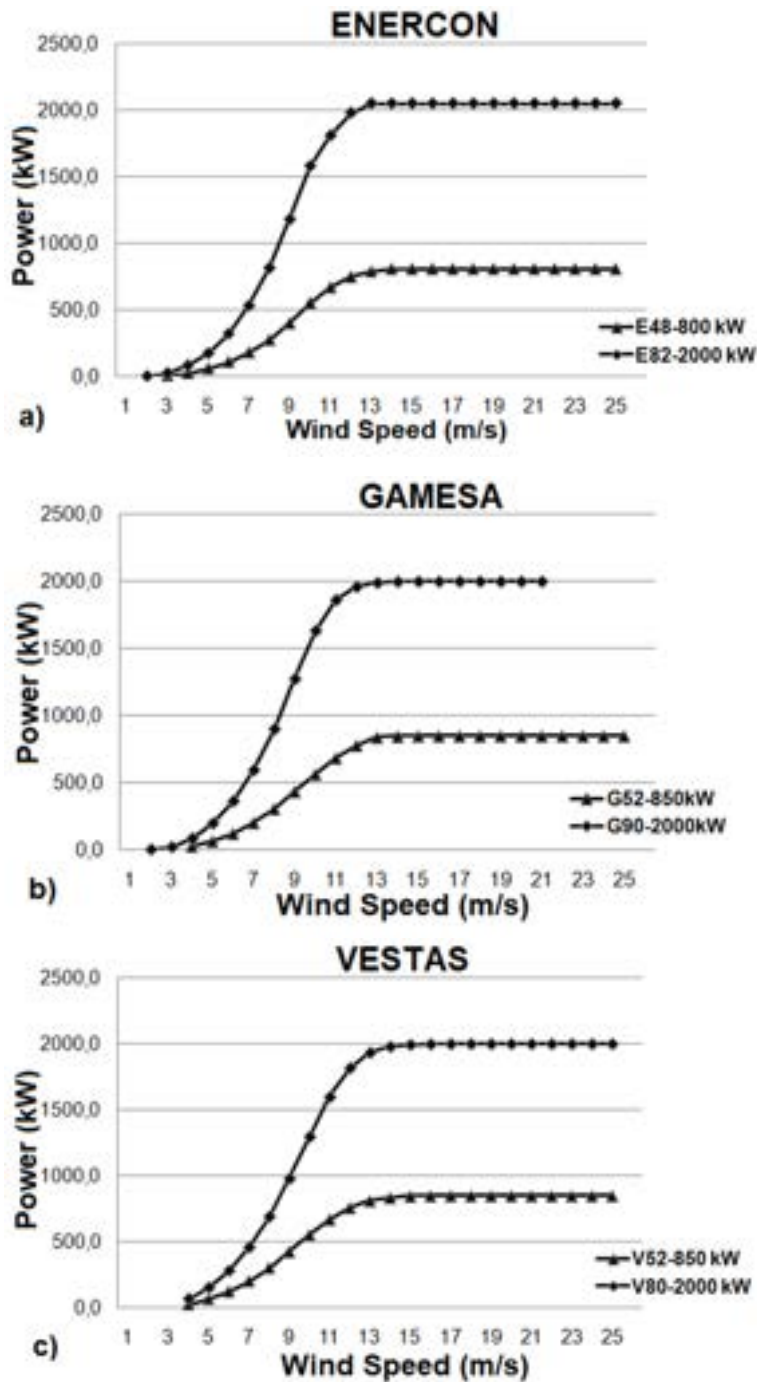 ENERCON
2500,0
2000,0
1500,0
1000,0
500,0
0,0
Power (kW)
E48-800 kW
E82-2000 kW
1 3 5 7 9 11 13 15 17 19 21 23 25
a)
Wind Speed (m/s)
GAMESA
2500,0
2000,0
1500,0
1000,0
500,0
0,0
Power (kW)
G52-850kW
G90-2000kW
1 3 5 7 9 11 13 15 17 19 21 23 25
b)
Wind Speed (m/s)
VESTAS
2500,0
2000,0
1500,0
1000,0
500,0
0,0
Power (kW)
V52-850 kW
V80-2000 kW
1 3 5 7 9 11 13 15 17 19 21 23 25
c)
Wind Speed (m/s)